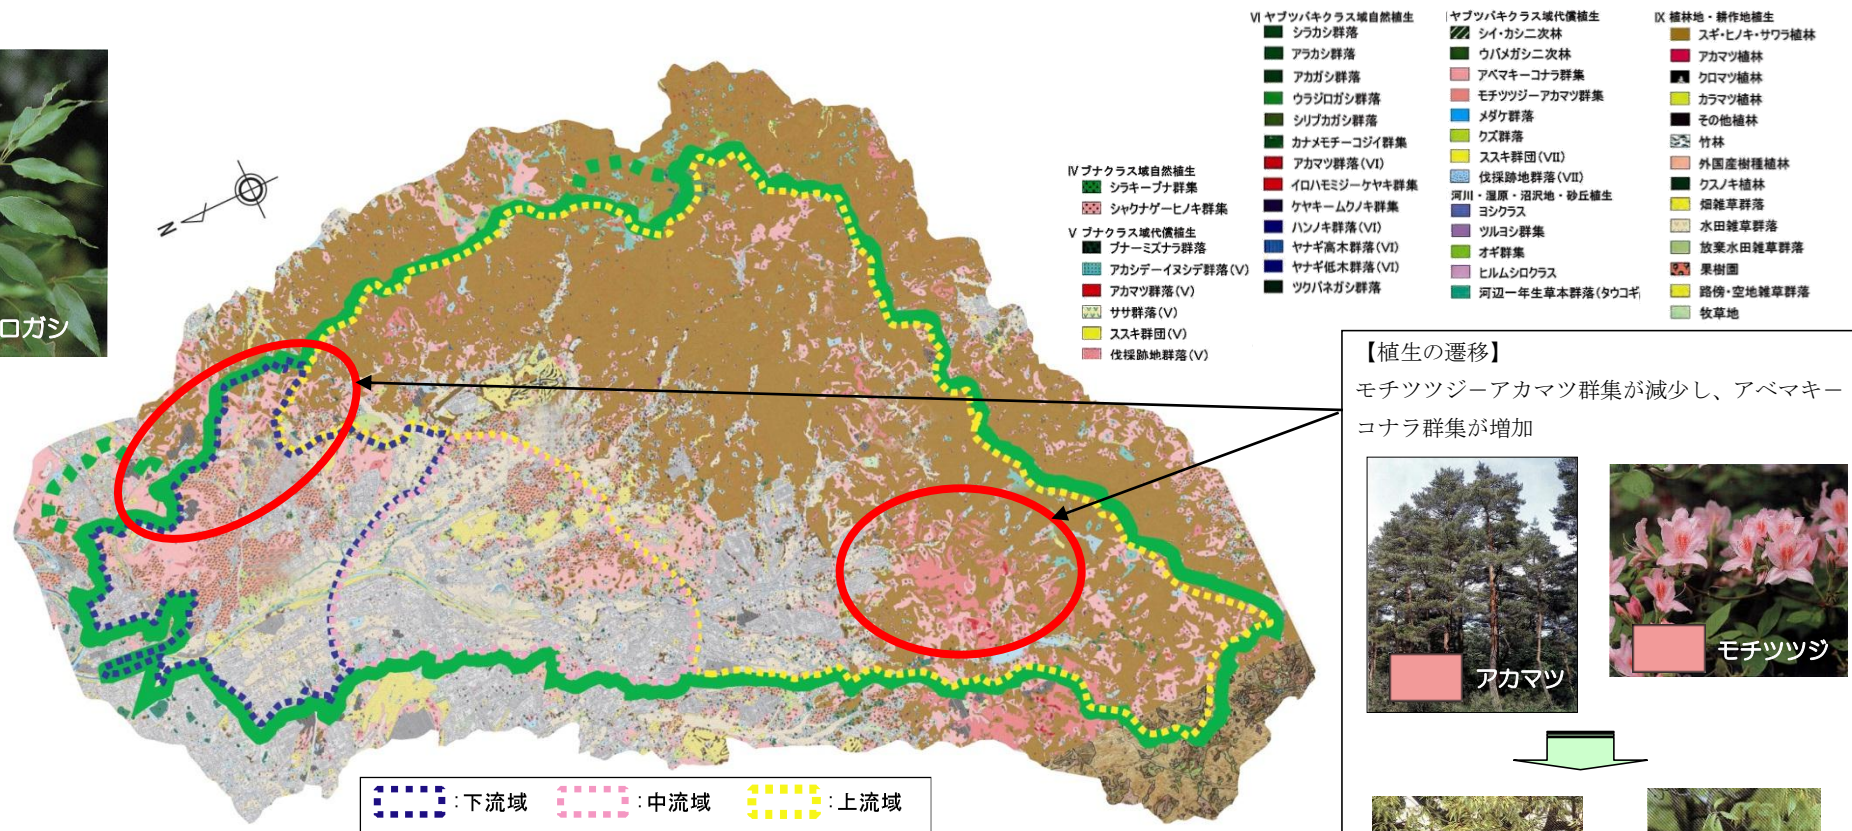 ロガシ
N
IV ブナクラス域自然植生
シラキーブナ群集
シャクナゲーヒノキ群集
V ブナクラス域代償植生
ブナーミズナラ群落
アカシデーイヌシデ群落(V)
アカマツ群落(V)
ササ群落(V)
ススキ群団(V)
伐採跡地群落(V)
VI ヤブツバキクラス域自然植生
シラカシ群落
アラカシ群落
アカガシ群落
ウラジロガシ群落
シリブカガシ群落
カナメモチーコジイ群集
アカマツ群落(VI)
イロハモミジーケヤキ群集
ケヤキームクノキ群集
ハンノキ群落(VI)
ヤナギ高木群落(VI)
ヤナギ低木群落(VI)
ツクバネガシ群落
ヤブツバキクラス域代償植生
シイ・カシ二次林
ウバメガシ二次林
アベマキーコナラ群集
モチツツジーアカマツ群集
メダケ群落
クズ群落
ススキ群団(VII)
伐採跡地群落(VII)
河川・湿原・沼沢地・砂丘植生
ヨシクラス
ツルヨシ群集
オギ群集
ヒルムシロクラス
河辺一年生草本群落(タウコギ
IX 植林地・耕作地植生
スギ・ヒノキ・サワラ植林
アカマツ植林
クロマツ植林
カラマツ植林
その他植林
竹林
外国産樹種植林
クスノキ植林
畑雑草群落
水田雑草群落
放棄水田雑草群落
果樹園
路傍・空地雑草群落
牧草地
【植生の遷移】
モチツツジーアカマツ群集が減少し、アベマキー
コナラ群集が増加
アカマツ
モチツツジ
:下流域
:中流域
:上流域